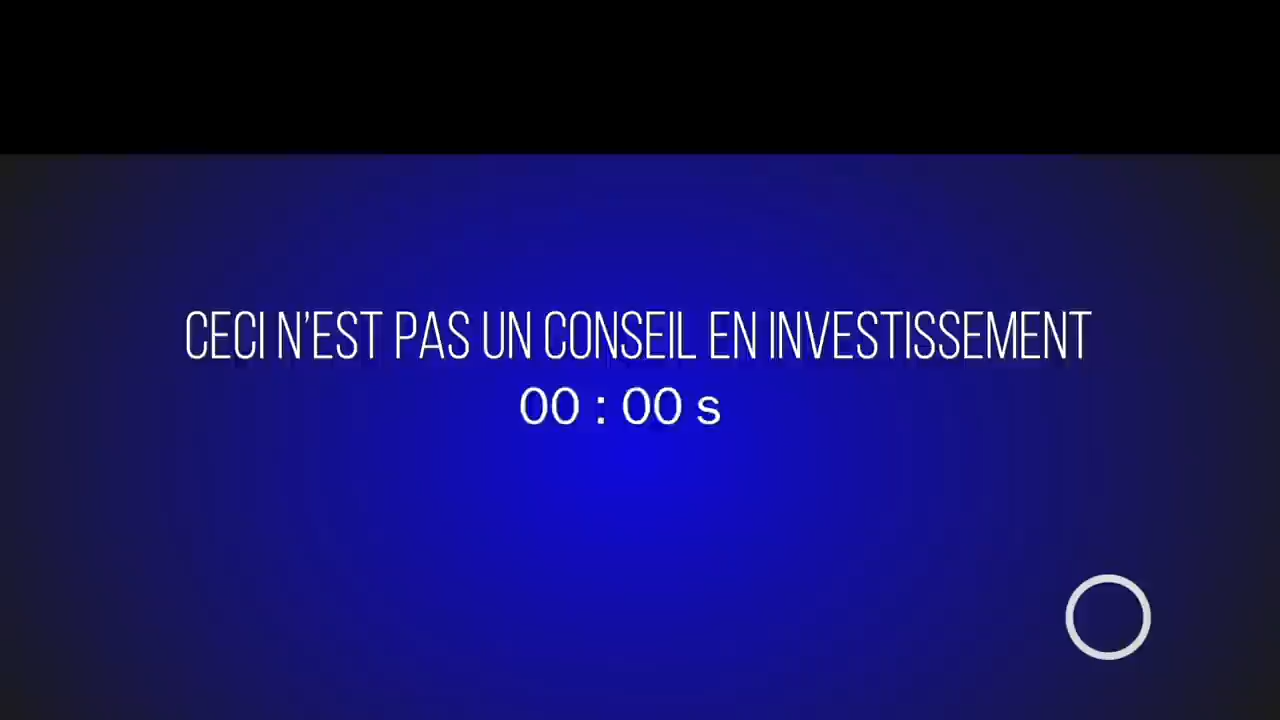 CECI N'EST PAS UN CONSEIL EN INVESTISSEMENT
00 : 00 s